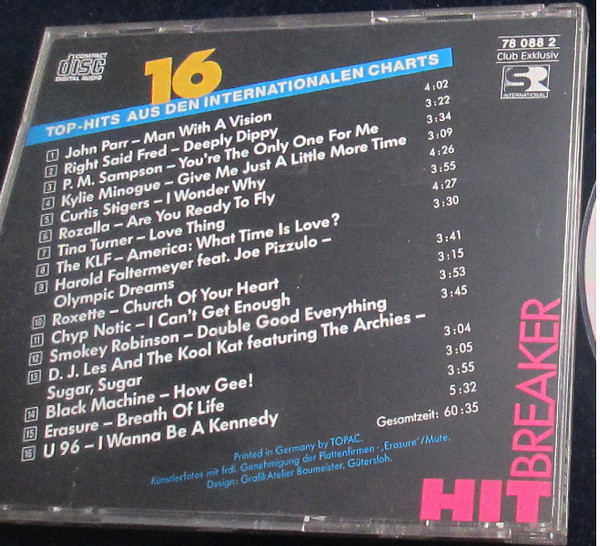 COMPACT
disc
DIGITAL AUDIO
16
TOP-HITS AUS DEN INTERNATIONALEN CHARTS
78 088 2
Club Exklusiv
SR
INTERNATIONAL
1 John Parr – Man With A Vision 4:02
2 Right Said Fred – Deeply Dippy 3:22
3 P. M. Sampson – You're The Only One For Me 3:34
4 Kylie Minogue – Give Me Just A Little More Time 3:09
5 Curtis Stigers – I Wonder Why 4:26
6 Rozalla – Are You Ready To Fly 3:55
7 Tina Turner – Love Thing 4:27
8 The KLF – America: What Time Is Love? 3:30
9 Harold Faltermeyer feat. Joe Pizzulo –
Olympic Dreams 3:41
10 Roxette – Church Of Your Heart 3:15
11 Chyp Notic – I Can't Get Enough 3:53
12 Smokey Robinson – Double Good Everything 3:45
13 D. J. Les And The Kool Kat featuring The Archies –
Sugar, Sugar 3:04
14 Black Machine – How Gee! 3:05
15 Erasure – Breath Of Life 3:55
16 U 96 – I Wanna Be A Kennedy 5:32
Gesamtzeit: 60:35
Printed in Germany by TOPAC.
Künstlerfotos mit frdl. Genehmigung der Plattenfirmen · „Erasure"/Mute.
Design: GrafikAtelier Baumeister, Gütersloh.
HIT
BREAKER